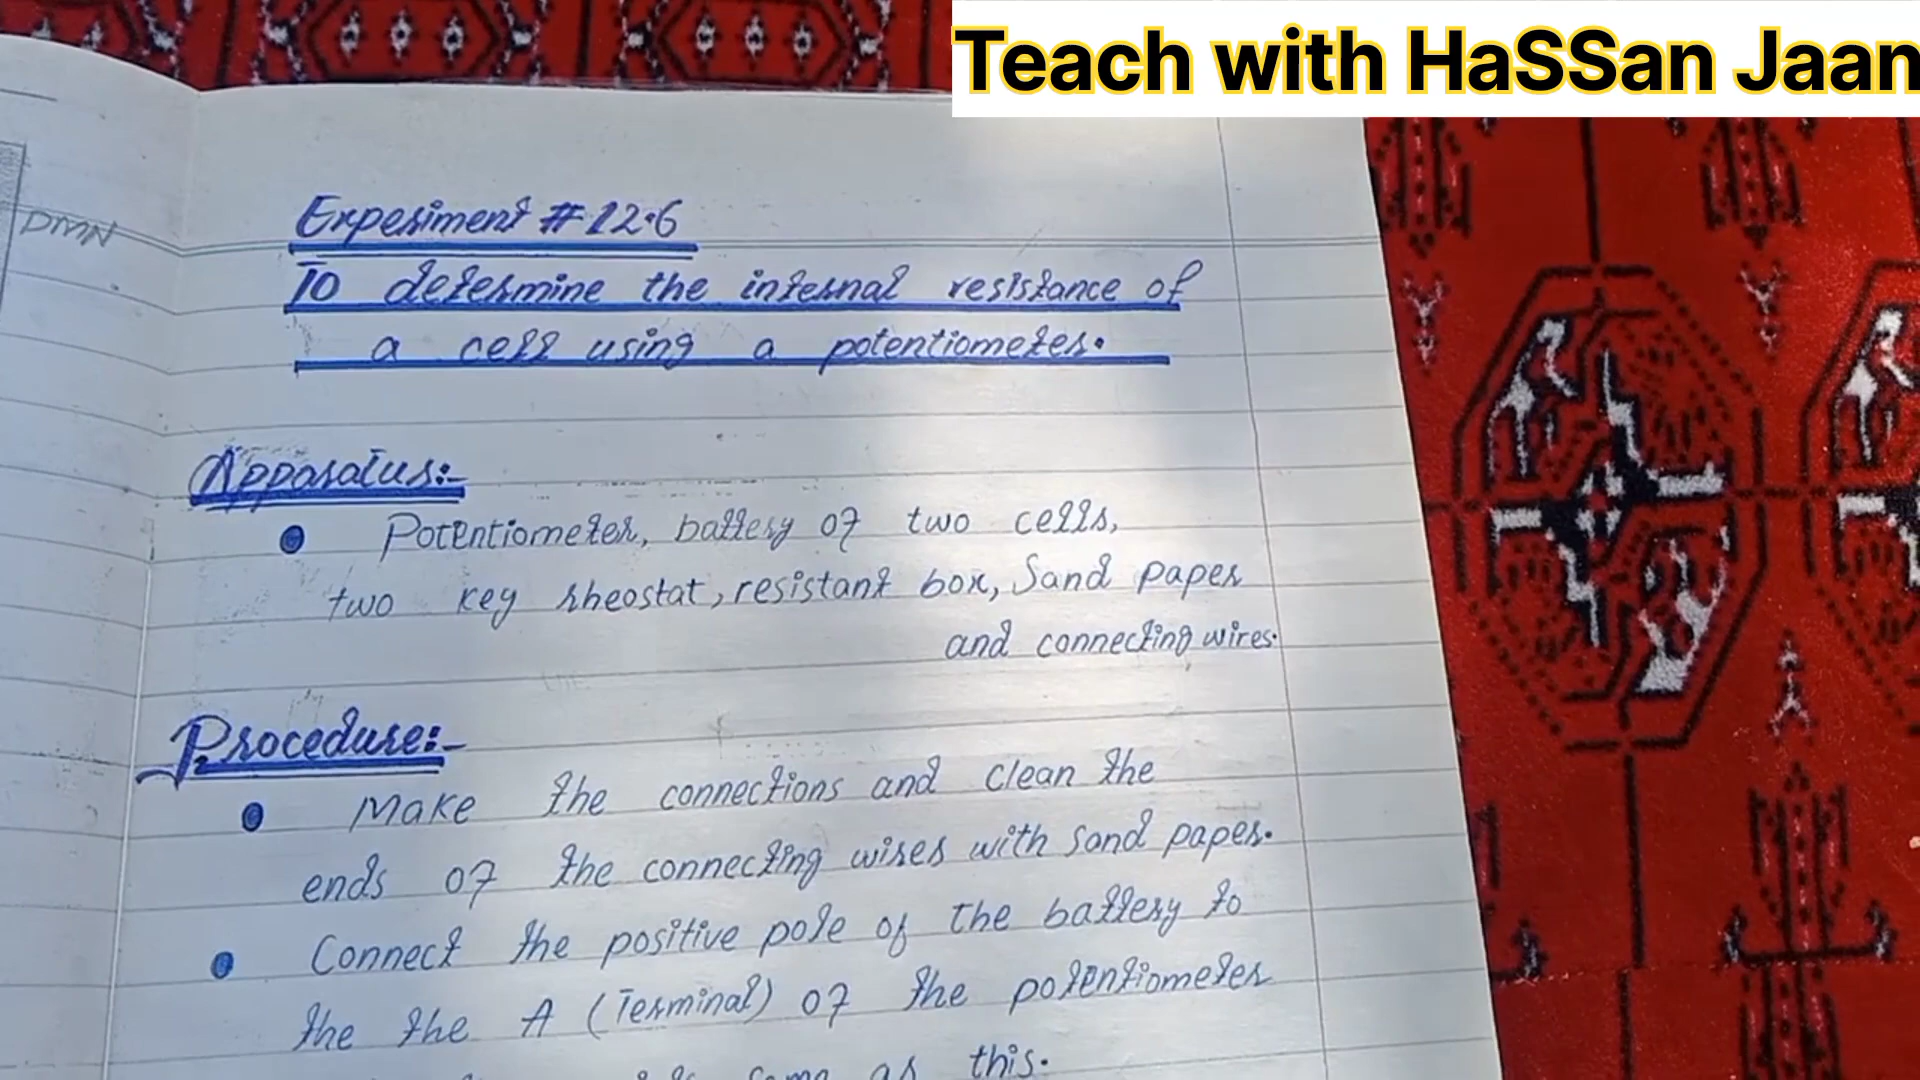 Teach with HaSSan Jaan
DMN
Experiment # 12.6
To determine the internal resistance of
a cell using a potentiometer.
Apparatus:-
Potentiometer, battery of two cells,
two key rheostat, resistant box, Sand paper
and connecting wires.
Procedure:-
Make the connections and clean the
ends of the connecting wires with sand paper.
Connect the positive pole of the battery to
the the A (Terminal) of the potentiometer
same as this.